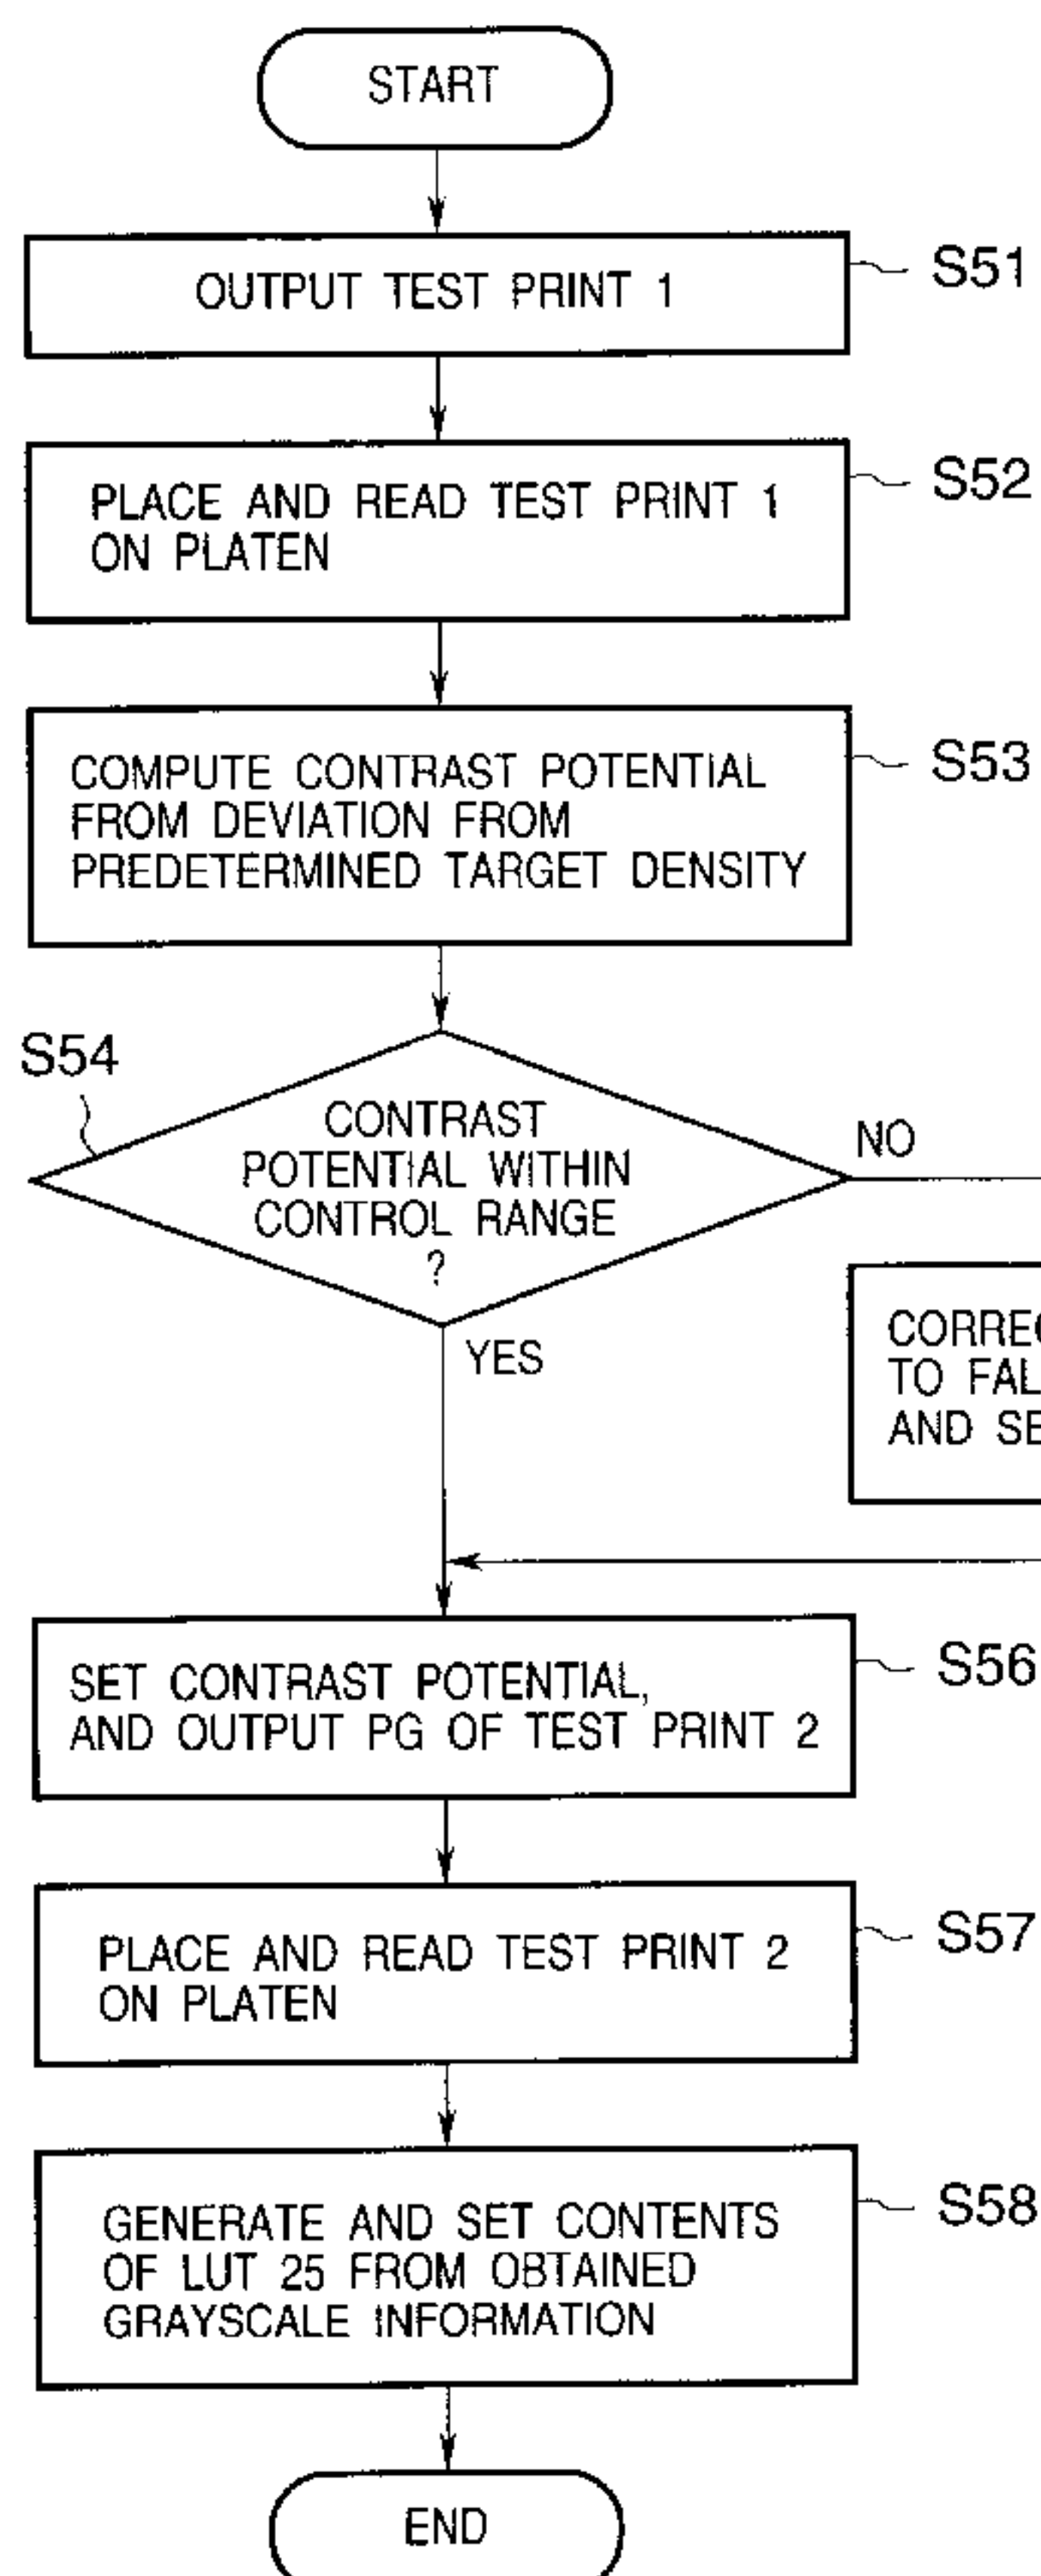 START
OUTPUT TEST PRINT 1
S51
PLACE AND READ TEST PRINT 1
ON PLATEN
S52
COMPUTE CONTRAST POTENTIAL
FROM DEVIATION FROM
PREDETERMINED TARGET DENSITY
S53
S54
CONTRAST
POTENTIAL WITHIN
CONTROL RANGE
?
NO
YES
TO
AND
SET CONTRAST POTENTIAL,
AND OUTPUT PG OF TEST PRINT 2
S56
PLACE AND READ TEST PRINT 2
ON PLATEN
S57
GENERATE AND SET CONTENTS
OF LUT 25 FROM OBTAINED
GRAYSCALE INFORMATION
S58
END